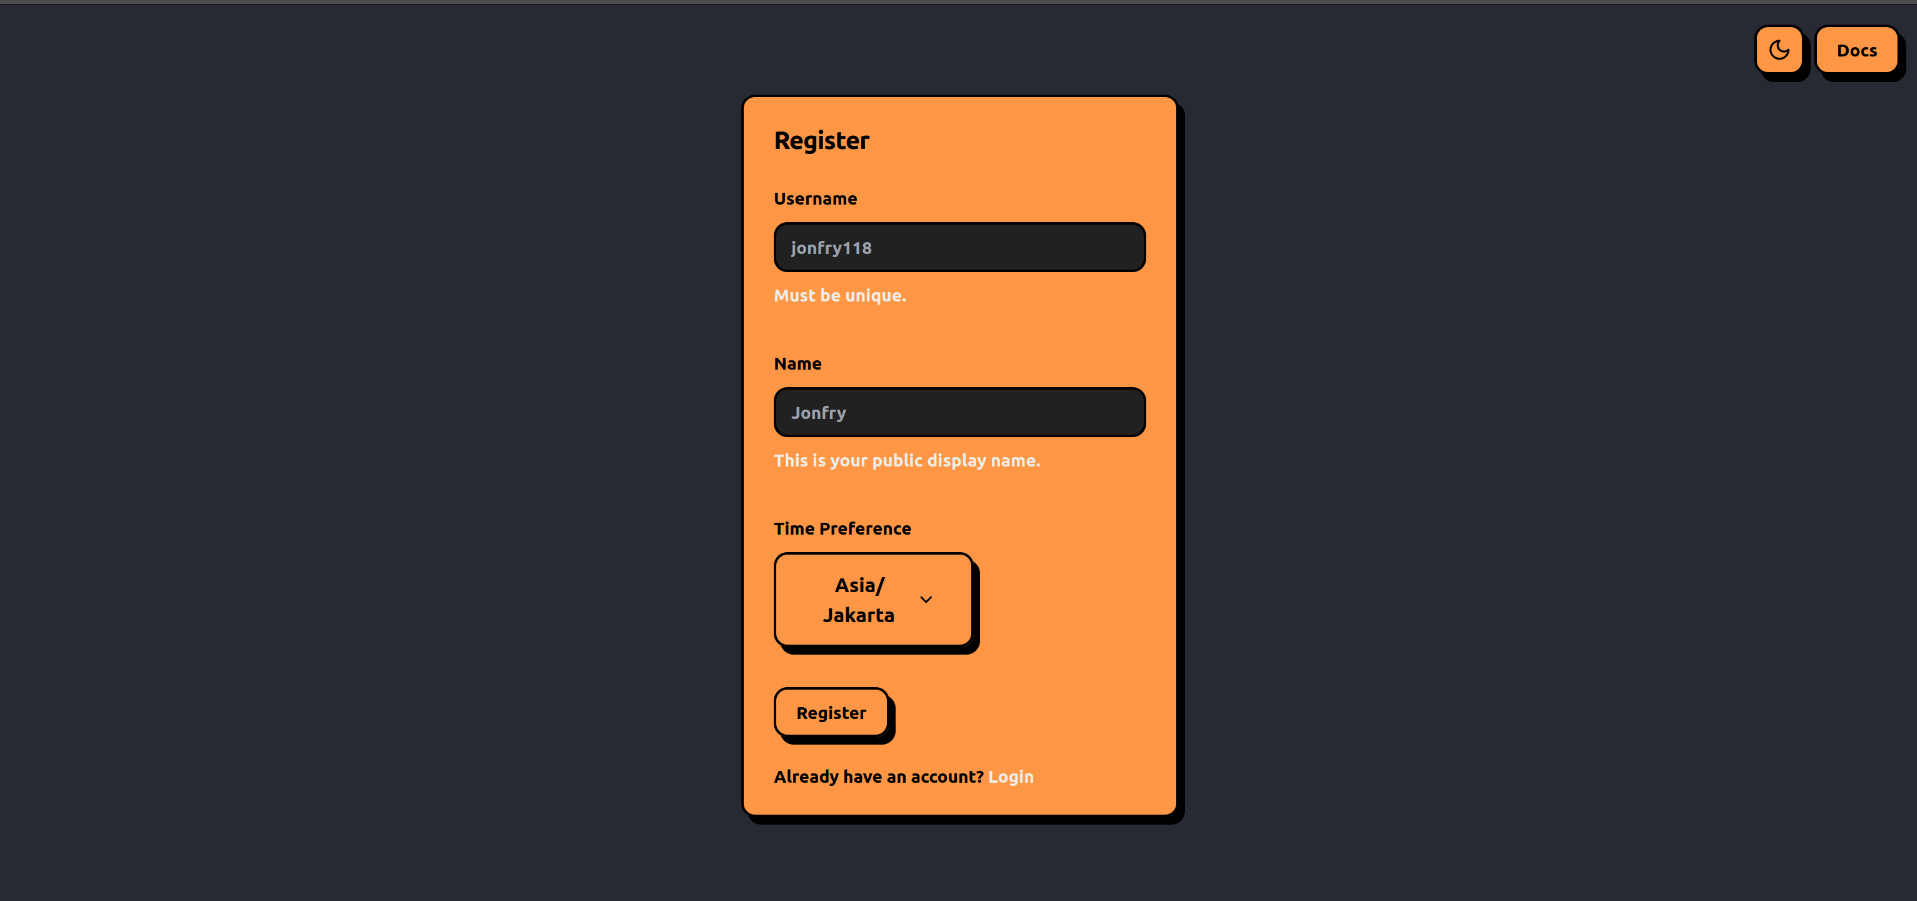 Docs
Register
Username
jonfry118
Must be unique.
Name
Jonfry
This is your public display name.
Time Preference
Asia/
Jakarta
Register
Already have an account? Login